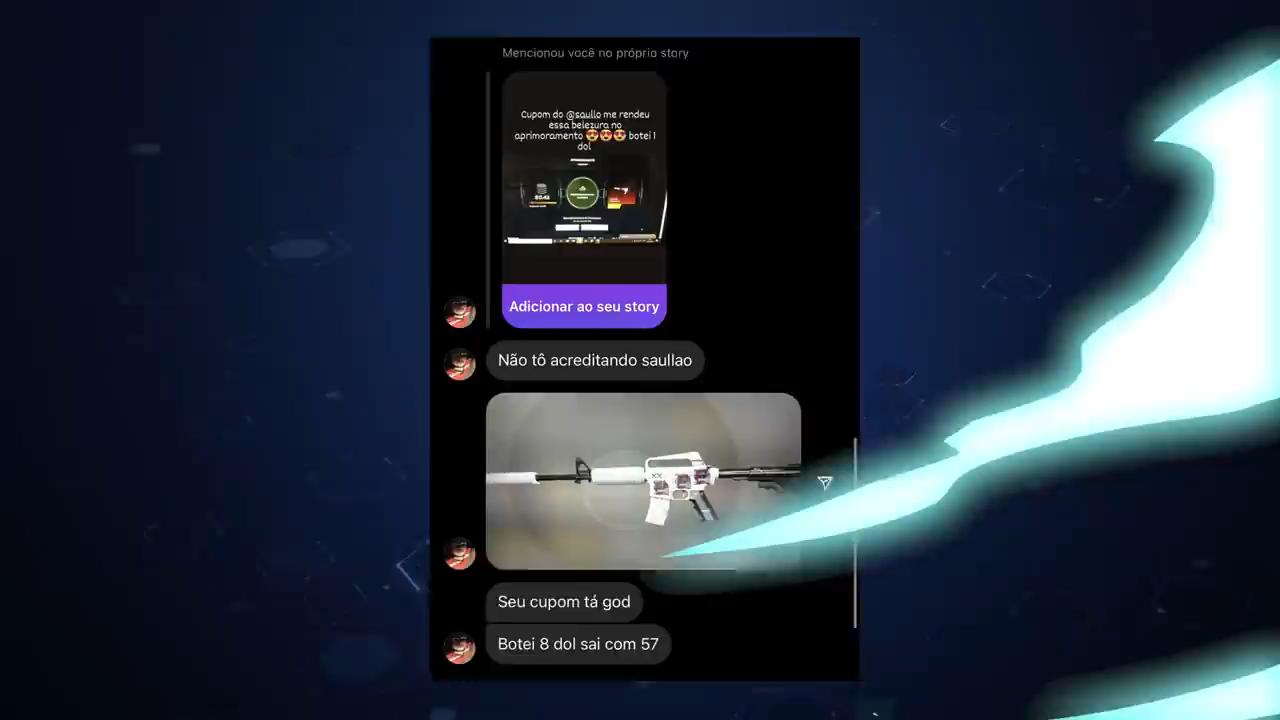 Mencionou você no próprio story
Cupom do @saullo me rendeu
essa belezura no
aprimoramento 😍😍😍 botei 1
dol
Adicionar ao seu story
Não tô acreditando saullao
Seu cupom tá god
Botei 8 dol sai com 57